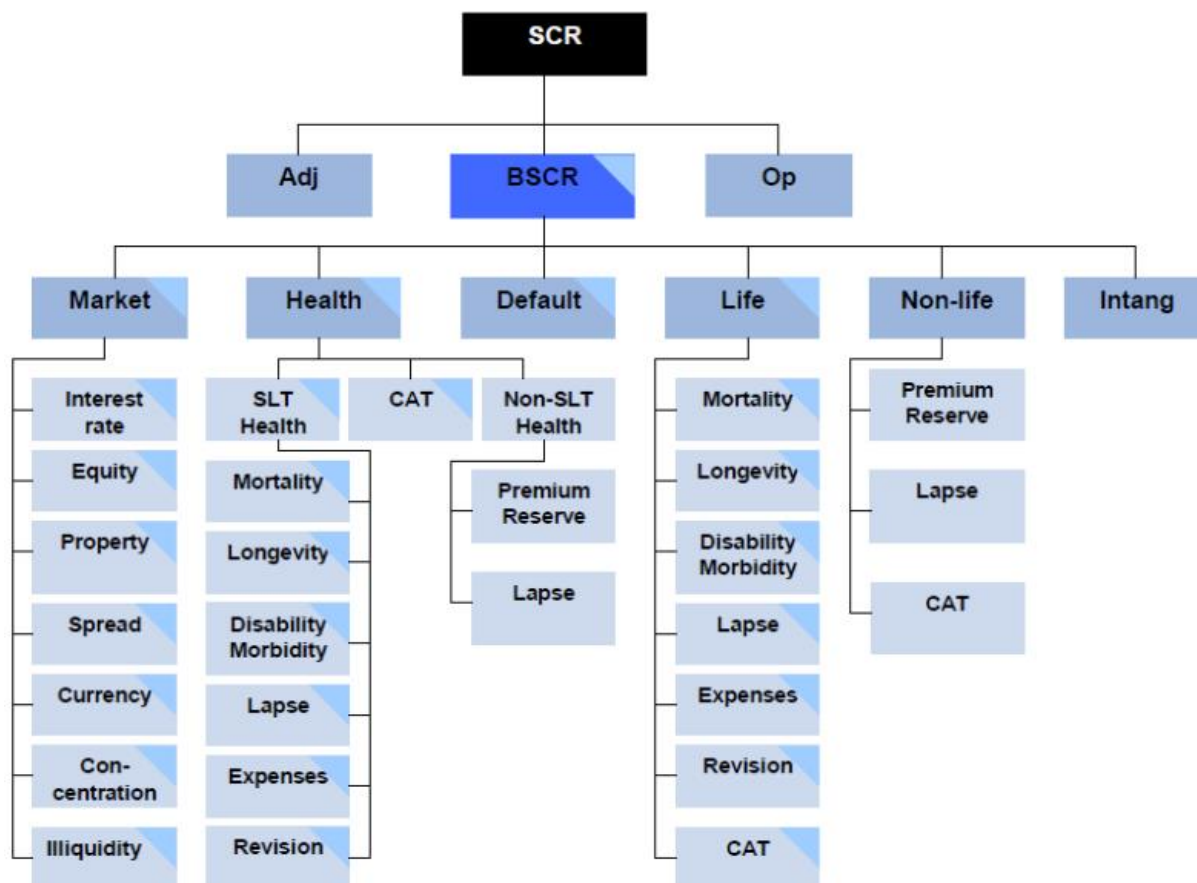 SCR
Adj
BSCR
Op
Market
Health
Default
Life
Non-life
Intang
Interest
rate
Equity
Property
Spread
Currency
Con-
centration
Illiquidity
SLT
Health
CAT
Non-SLT
Health
Mortality
Longevity
Disability
Morbidity
Lapse
Expenses
Revision
Premium
Reserve
Lapse
Mortality
Longevity
Disability
Morbidity
Lapse
Expenses
Revision
CAT
Premium
Reserve
Lapse
CAT